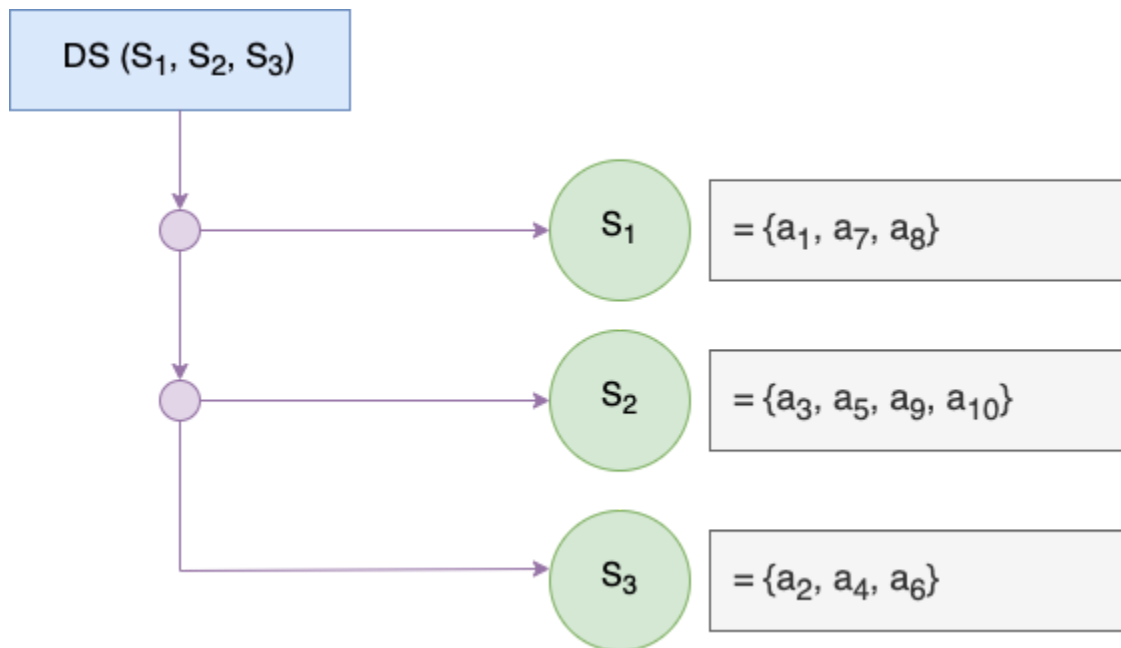 DS (S₁, S₂, S₃)
S₁ = {a₁, a₇, a₈}
S₂ = {a₃, a₅, a₉, a₁₀}
S₃ = {a₂, a₄, a₆}